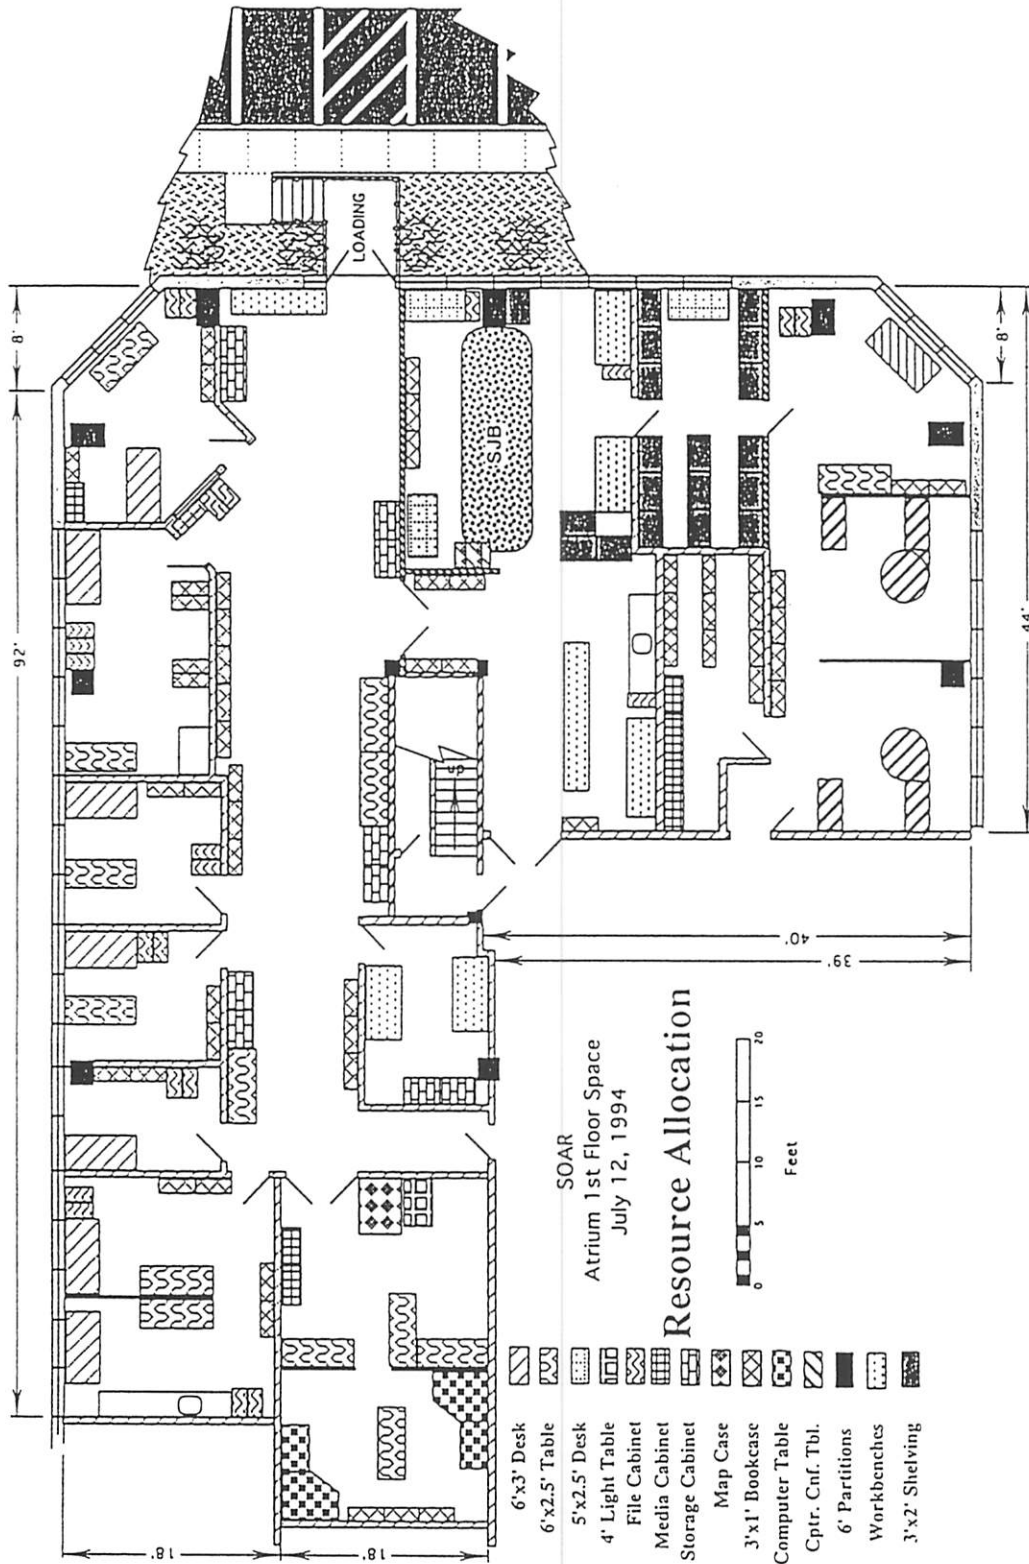 92'
8'
LOADING
SJB
up
8'
44'
40'
39'
18'
18'
SOAR
Atrium 1st Floor Space
July 12, 1994
Resource Allocation
0 5 10 15 20
Feet
6'x3' Desk
6'x2.5' Table
5'x2.5' Desk
4' Light Table
File Cabinet
Media Cabinet
Storage Cabinet
Map Case
3'x1' Bookcase
Computer Table
Cptr. Cnf. Tbl.
6' Partitions
Workbenches
3'x2' Shelving